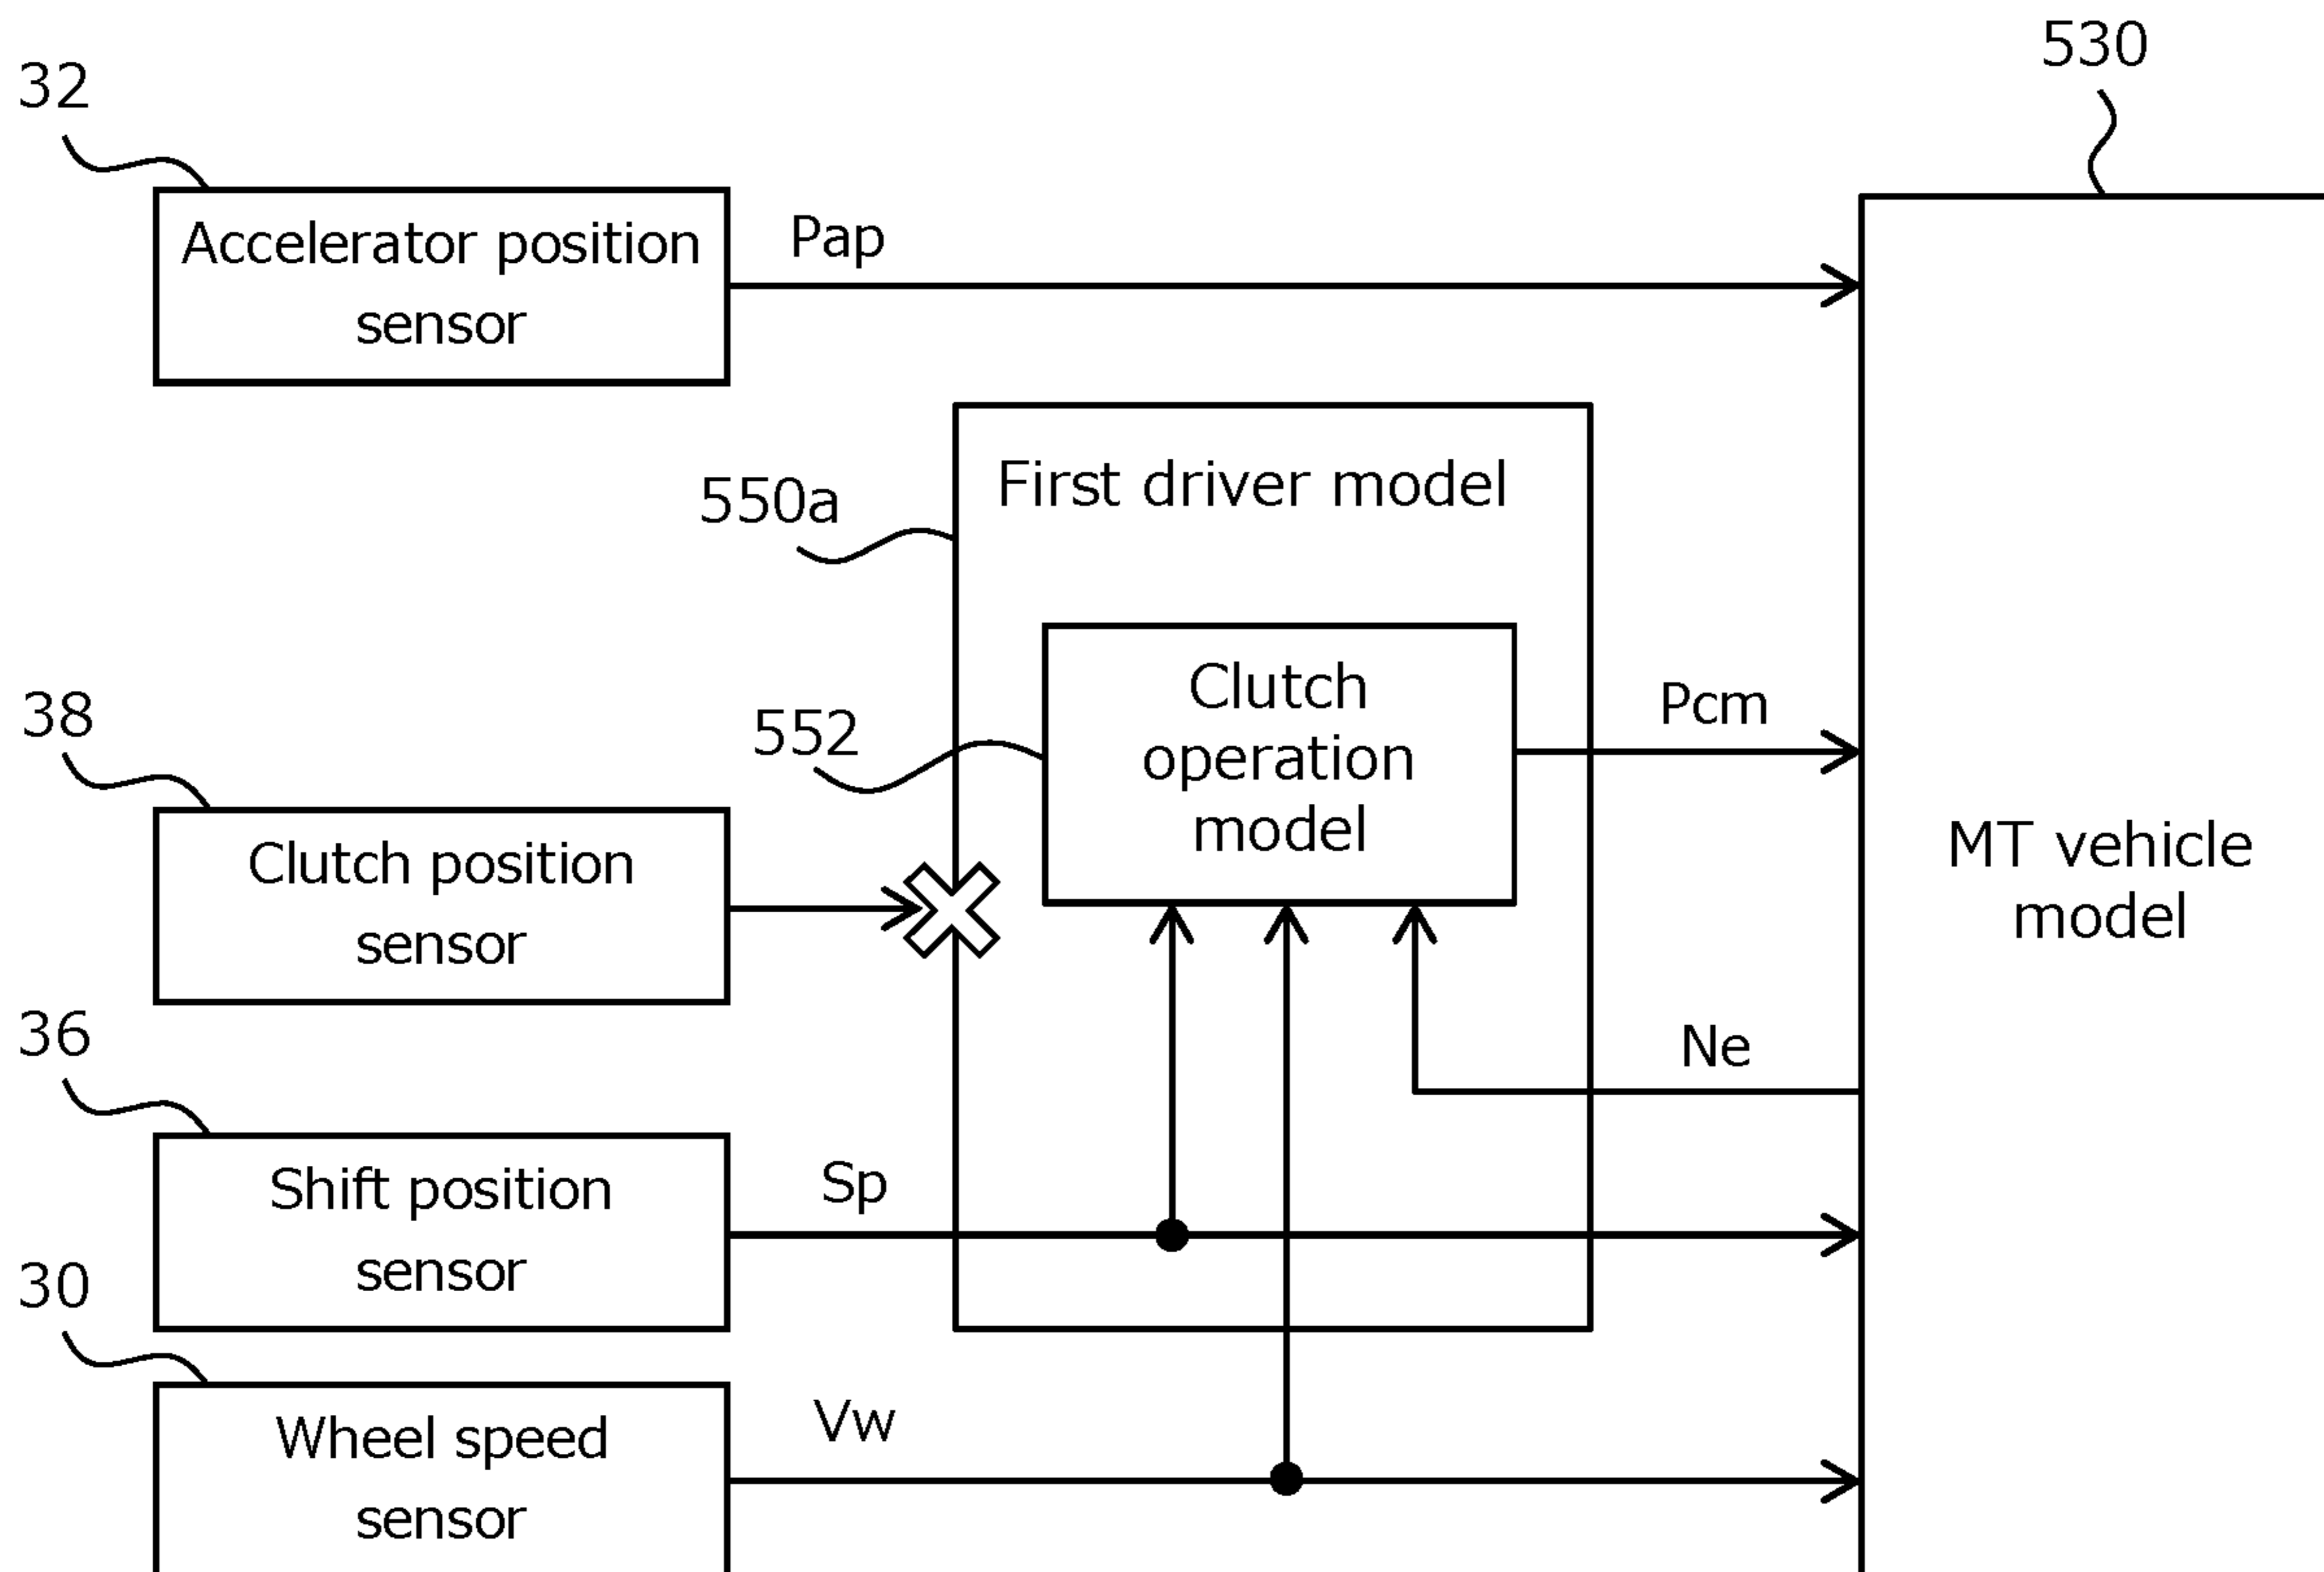 530
32
Accelerator position
sensor
Pap
550a
First driver model
552
Clutch
operation
model
Pcm
38
Clutch position
sensor
MT vehicle
model
Ne
36
Shift position
sensor
Sp
30
Wheel speed
sensor
Vw